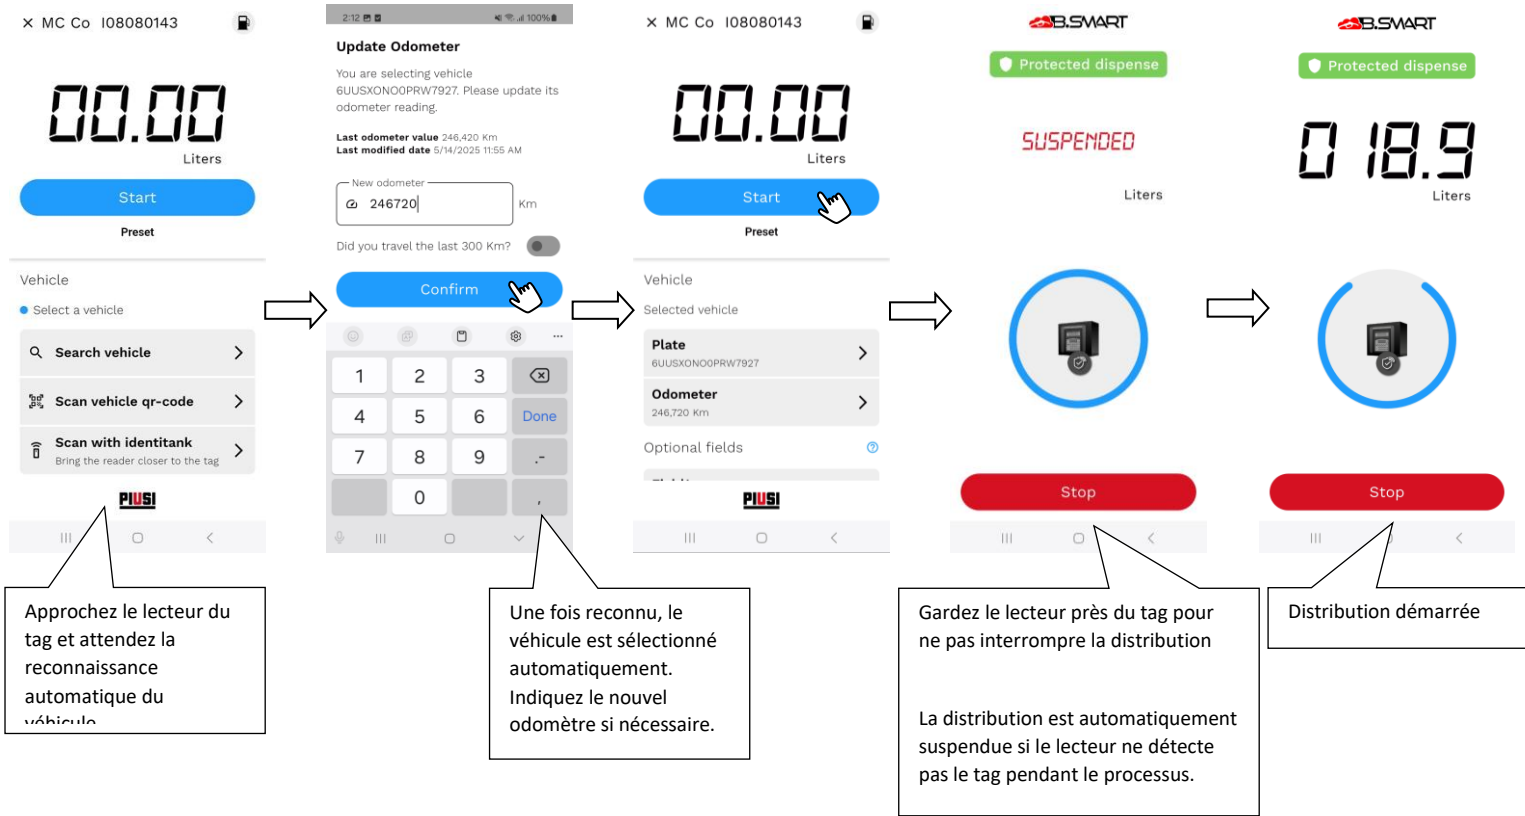 MC Co I08080143
00.00
Liters
Start
Preset
Vehicle
Select a vehicle
Search vehicle
Scan vehicle qr-code
Scan with identitank
Bring the reader closer to the tag
PIUSI
2:12
100%
Update Odometer
You are selecting vehicle
6UUSXONO0PRW7927. Please update its
odometer reading.
Last odometer value 246,420 Km
Last modified date 5/14/2025 11:55 AM
New odometer
246720
Km
Did you travel the last 300 Km?
Confirm
1 2 3
4 5 6 Done
7 8 9 .-
0 ,
MC Co I08080143
00.00
Liters
Start
Preset
Vehicle
Selected vehicle
Plate
6UUSXONO0PRW7927
Odometer
246,720 Km
Optional fields
PIUSI
B.SMART
Protected dispense
SUSPENDED
Liters
Stop
B.SMART
Protected dispense
018.9
Liters
Stop
Approchez le lecteur du
tag et attendez la
reconnaissance
automatique du
véhicule
Une fois reconnu, le
véhicule est sélectionné
automatiquement.
Indiquez le nouvel
odomètre si nécessaire.
Gardez le lecteur près du tag pour
ne pas interrompre la distribution
La distribution est automatiquement
suspendue si le lecteur ne détecte
pas le tag pendant le processus.
Distribution démarrée